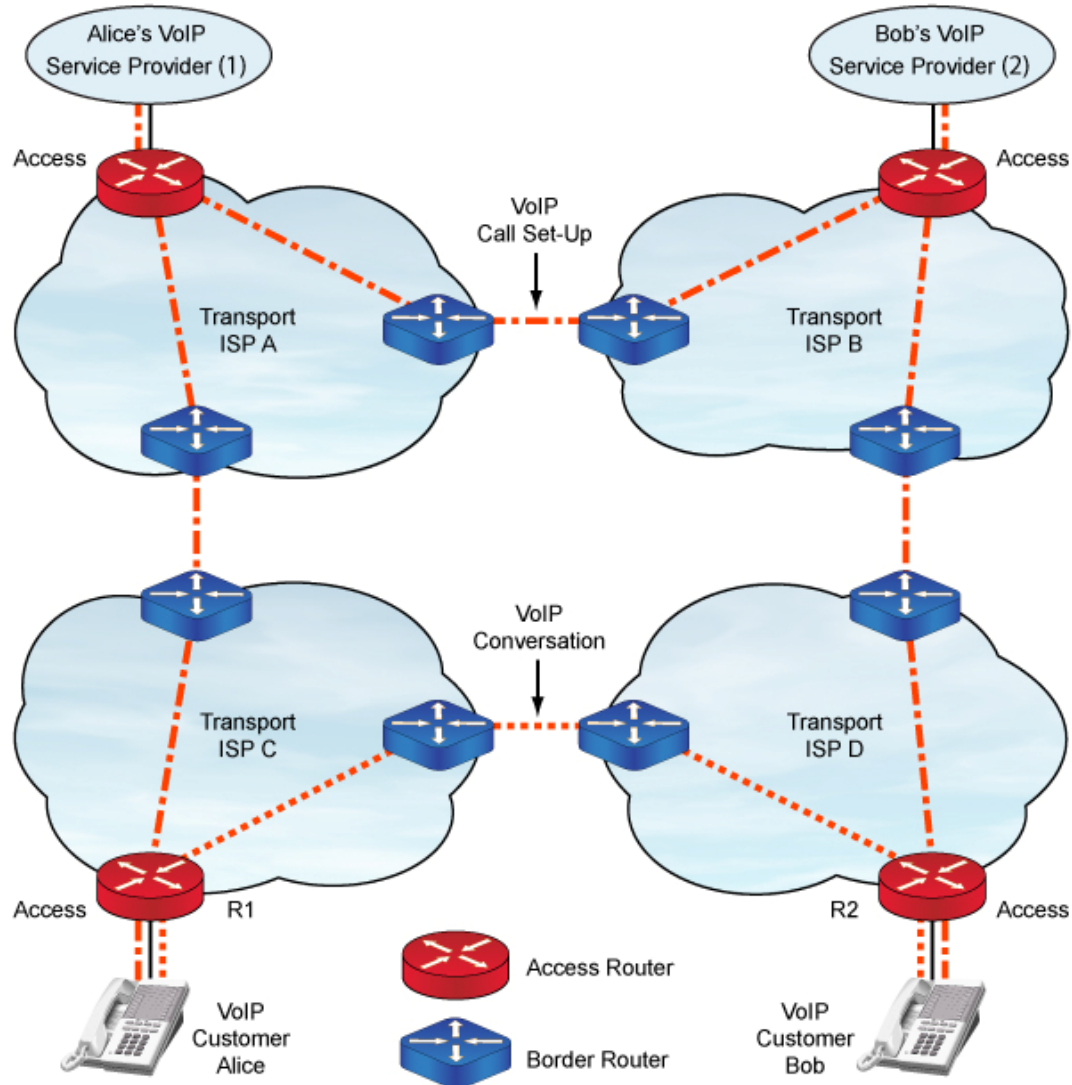 Alice's VoIP
Service Provider (1)
Bob's VoIP
Service Provider (2)
Access
Access
VoIP
Call Set-Up
Transport
ISP A
Transport
ISP B
VoIP
Conversation
Transport
ISP C
Transport
ISP D
Access
R1
R2
Access
Access Router
VoIP
Customer
Alice
VoIP
Customer
Bob
Border Router